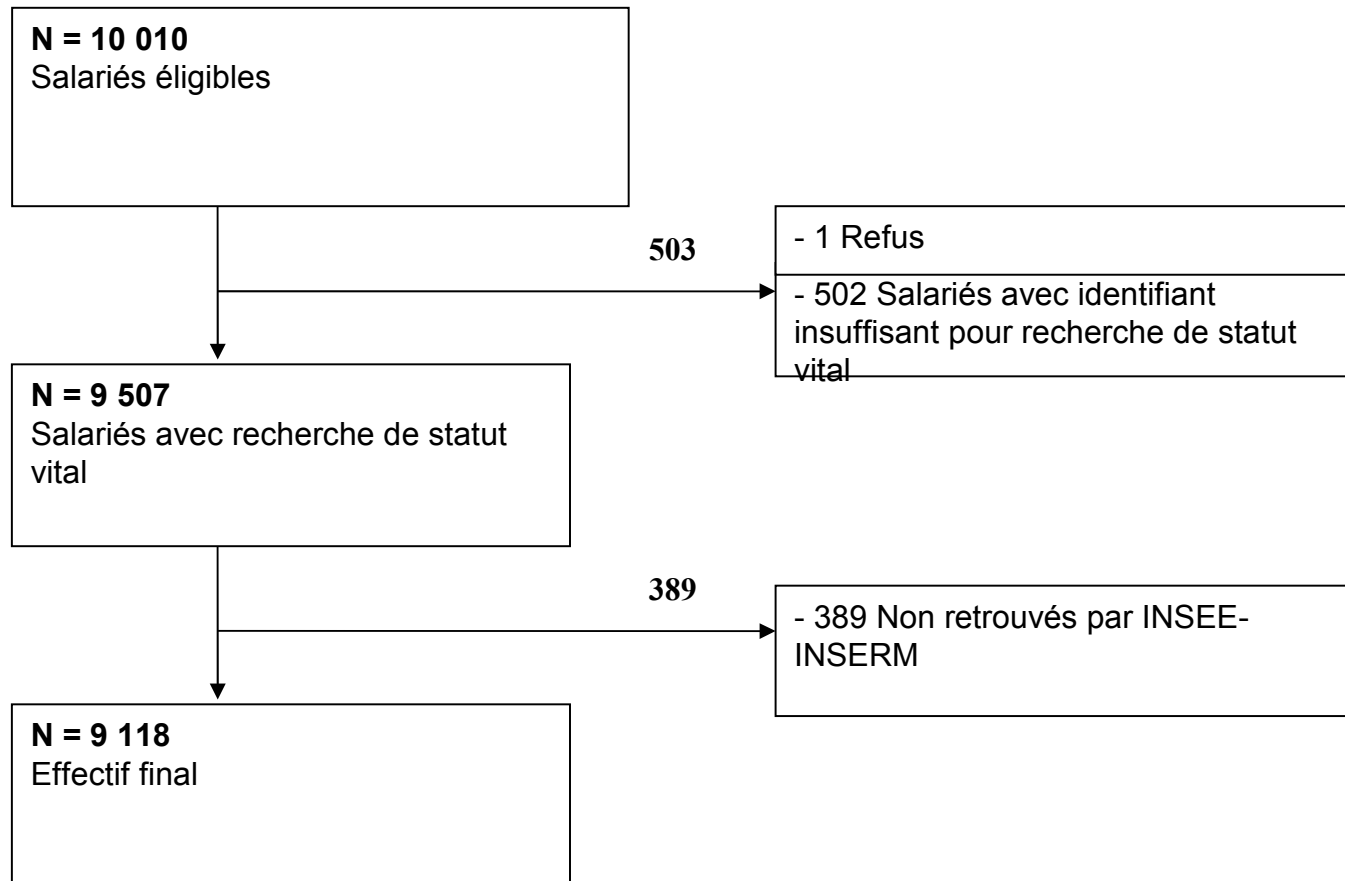 N = 10 010
Salariés éligibles
503
- 1 Refus
- 502 Salariés avec identifiant
insuffisant pour recherche de statut
vital
N = 9 507
Salariés avec recherche de statut
vital
389
- 389 Non retrouvés par INSEE-
INSERM
N = 9 118
Effectif final